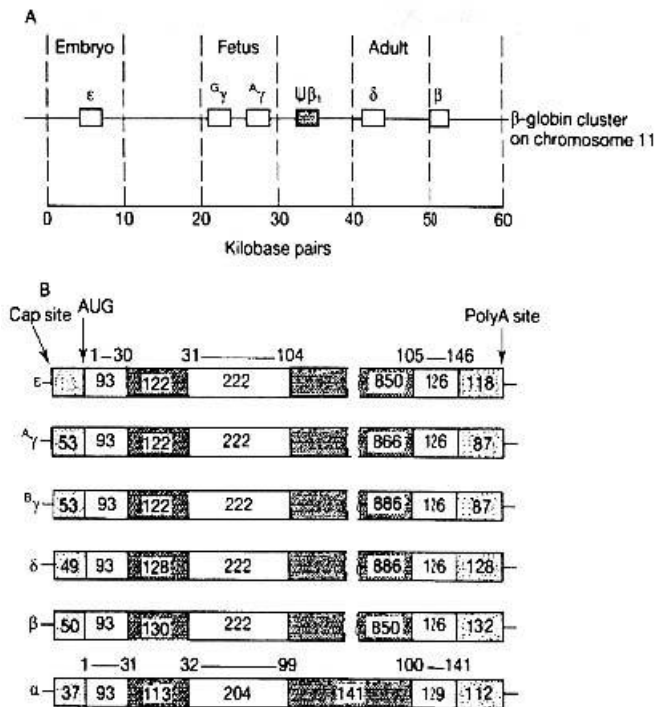 A
Embryo Fetus Adult
ε Gγ Aγ Ψβ1 δ β
β-globin cluster
on chromosome 11
0 10 20 30 40 50 60
Kilobase pairs
B
Cap site AUG PolyA site
1–30 31–104 105–146
ε 93 122 222 850 126 118
Aγ 53 93 122 222 866 126 87
Bγ 53 93 122 222 886 126 87
δ 49 93 128 222 886 126 128
β 50 93 130 222 850 126 132
1–31 32–99 100–141
α 37 93 113 204 141 129 112